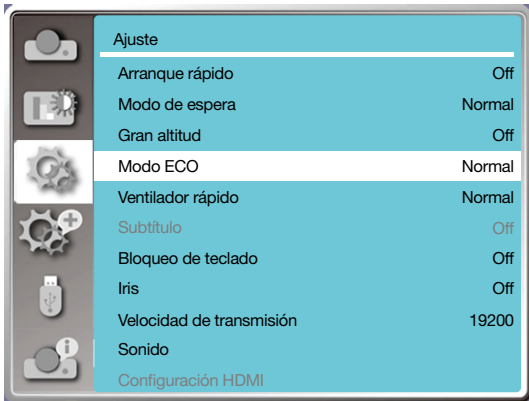 Ajuste
Arranque rápido Off
Modo de espera Normal
Gran altitud Off
Modo ECO Normal
Ventilador rápido Normal
Subtítulo Off
Bloqueo de teclado Off
Iris Off
Velocidad de transmisión 19200
Sonido
Configuración HDMI